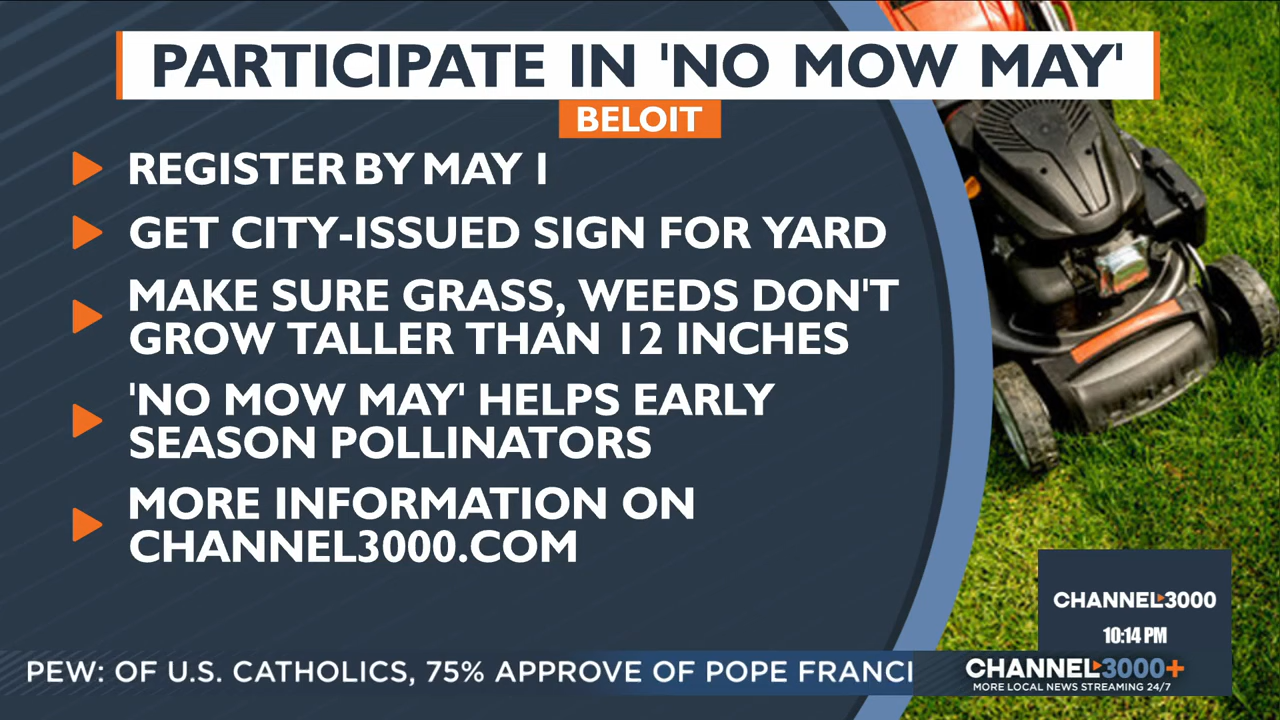 PARTICIPATE IN 'NO MOW MAY'
BELOIT
REGISTER BY MAY 1
GET CITY-ISSUED SIGN FOR YARD
MAKE SURE GRASS, WEEDS DON'T
GROW TALLER THAN 12 INCHES
'NO MOW MAY' HELPS EARLY
SEASON POLLINATORS
MORE INFORMATION ON
CHANNEL3000.COM
CHANNEL3000
10:14 PM
PEW: OF U.S. CATHOLICS, 75% APPROVE OF POPE FRANCI
CHANNEL3000+
MORE LOCAL NEWS STREAMING 24/7